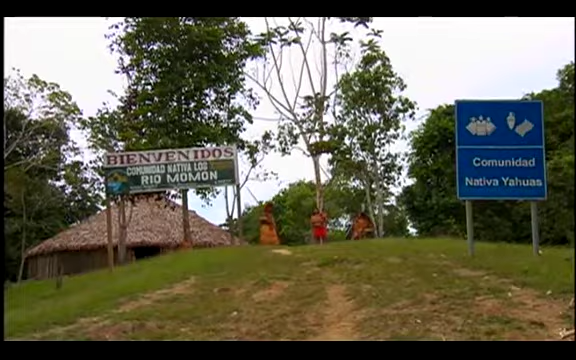 BIENVENIDOS
COMUNIDAD NATIVA LOS
RIO MOMON
Comunidad
Nativa Yahuas